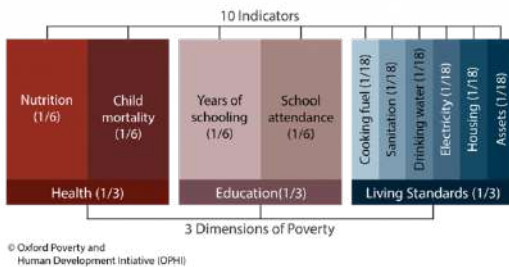 10 Indicators
Nutrition
(1/6)
Child
mortality
(1/6)
Years of
schooling
(1/6)
School
attendance
(1/6)
Cooking fuel (1/18)
Sanitation (1/18)
Drinking water (1/18)
Electricity (1/18)
Housing (1/18)
Assets (1/18)
Health (1/3)
Education(1/3)
Living Standards (1/3)
3 Dimensions of Poverty
© Oxford Poverty and
Human Development Intiative (OPHI)